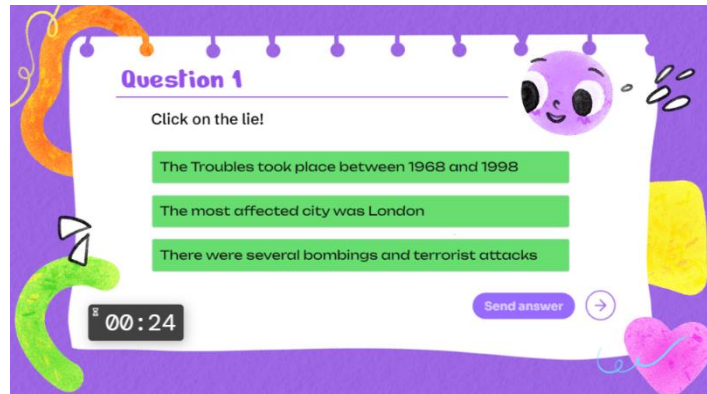 Question 1
Click on the lie!
The Troubles took place between 1968 and 1998
The most affected city was London
There were several bombings and terrorist attacks
Send answer
00:24